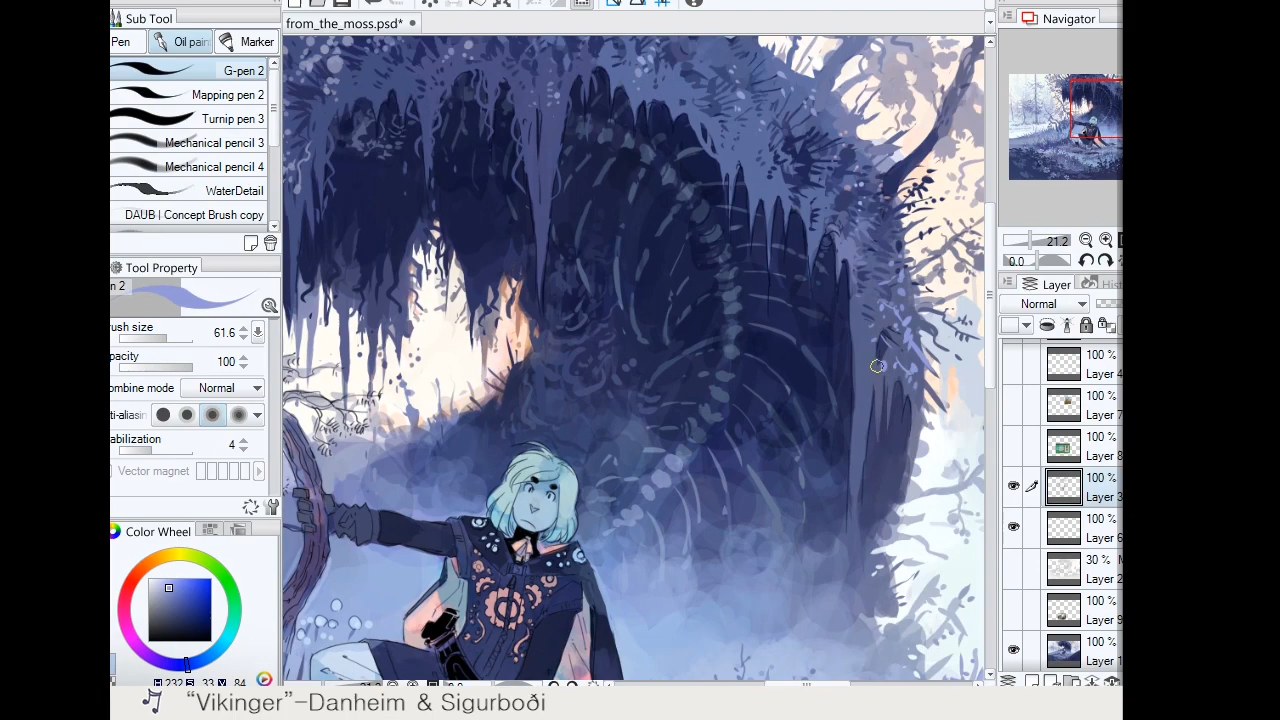 Sub Tool
from_the_moss.psd*
Navigator
Pen
Oil pain
Marker
G-pen 2
Mapping pen 2
Turnip pen 3
Mechanical pencil 3
Mechanical pencil 4
WaterDetail
DAUB | Concept Brush copy
21.2
0.0
Tool Property
Layer
Hist
n 2
Normal
rush size 61.6
pacity 100
ombine mode Normal
ti-aliasin
abilization 4
Vector magnet
100 %
Layer 4
100 %
Layer 7
100 %
Layer 8
100 %
Layer 3
100 %
Layer 6
30 %
Layer 2
100 %
Layer 9
100 %
Layer 1
Color Wheel
H 232 S 33 V 84
"Vikinger"-Danheim & Sigurboði